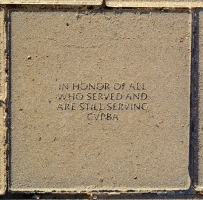 IN HONOR OF ALL
WHO SERVED AND
ARE STILL SERVING
CVPBA